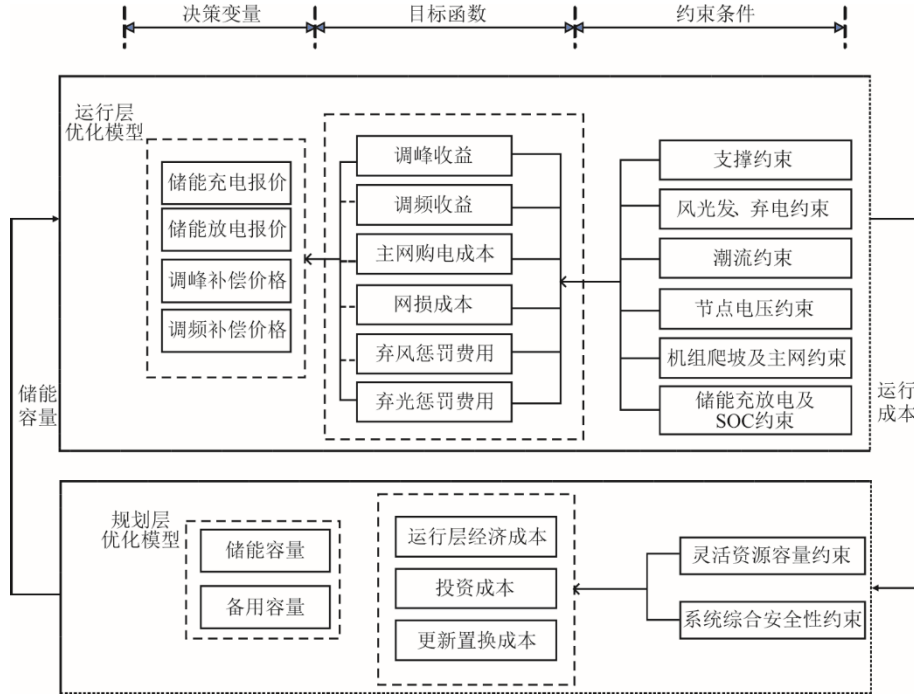 决策变量
目标函数
约束条件
运行层
优化模型
储能充电报价
储能放电报价
调峰补偿价格
调频补偿价格
调峰收益
调频收益
主网购电成本
网损成本
弃风惩罚费用
弃光惩罚费用
支撑约束
风光发、弃电约束
潮流约束
节点电压约束
机组爬坡及主网约束
储能充放电及
SOC约束
储能
容量
运行
成本
规划层
优化模型
储能容量
备用容量
运行层经济成本
投资成本
更新置换成本
灵活资源容量约束
系统综合安全性约束